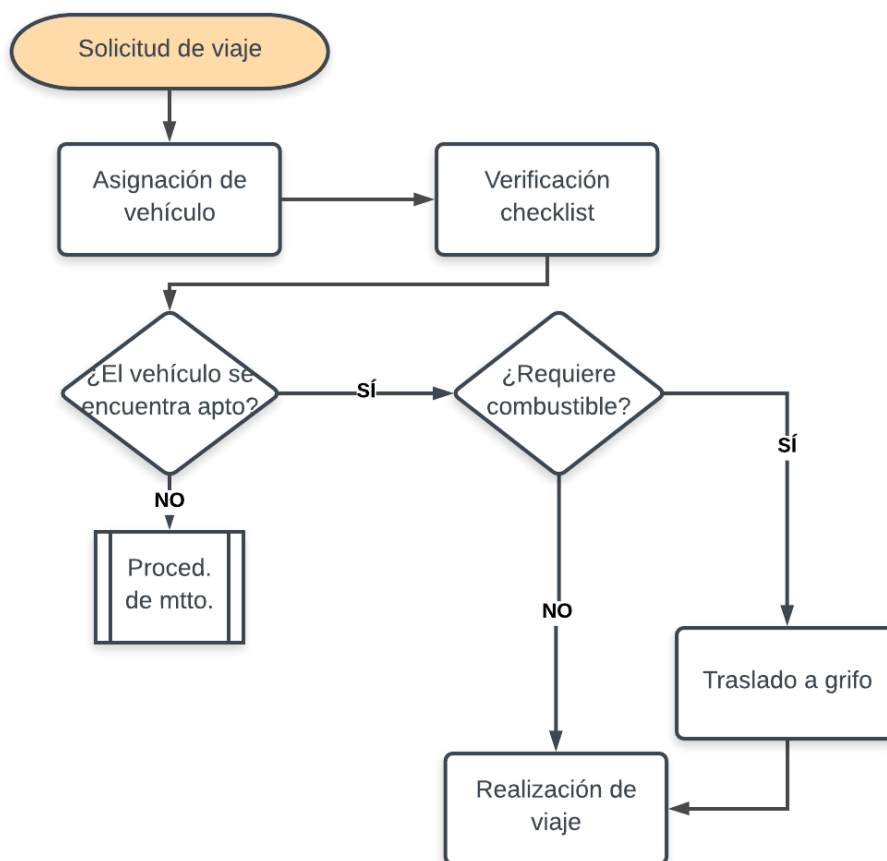 Solicitud de viaje
Asignación de
vehículo
Verificación
checklist
¿El vehículo se
encuentra apto?
SÍ
¿Requiere
combustible?
SÍ
NO
Proced.
de mtto.
NO
Traslado a grifo
Realización de
viaje